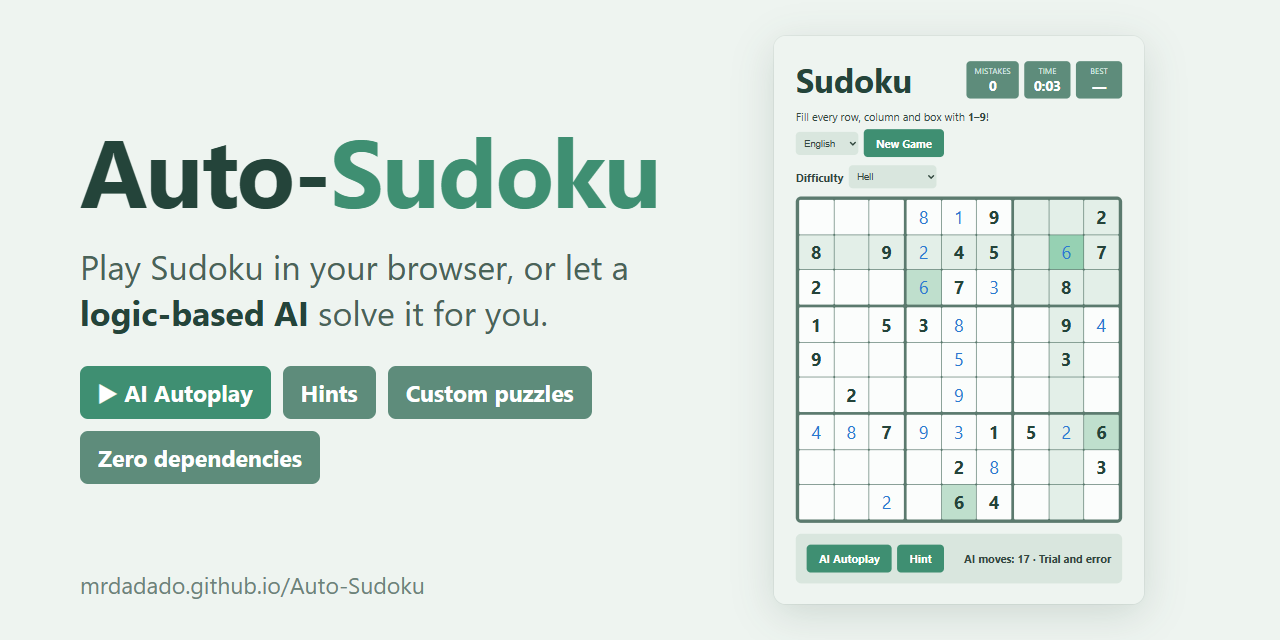 Auto-Sudoku
Play Sudoku in your browser, or let a
logic-based AI solve it for you.
▶ AI Autoplay
Hints
Custom puzzles
Zero dependencies
mrdadado.github.io/Auto-Sudoku
Sudoku
MISTAKES
0
TIME
0:03
BEST
—
Fill every row, column and box with 1–9!
English
New Game
Difficulty
Hell
8 1 9 2
8 9 2 4 5 6 7
2 6 7 3 8
1 5 3 8 9 4
9 5 3
2 9
4 8 7 9 3 1 5 2 6
2 8 3
2 6 4
AI Autoplay
Hint
AI moves: 17 · Trial and error